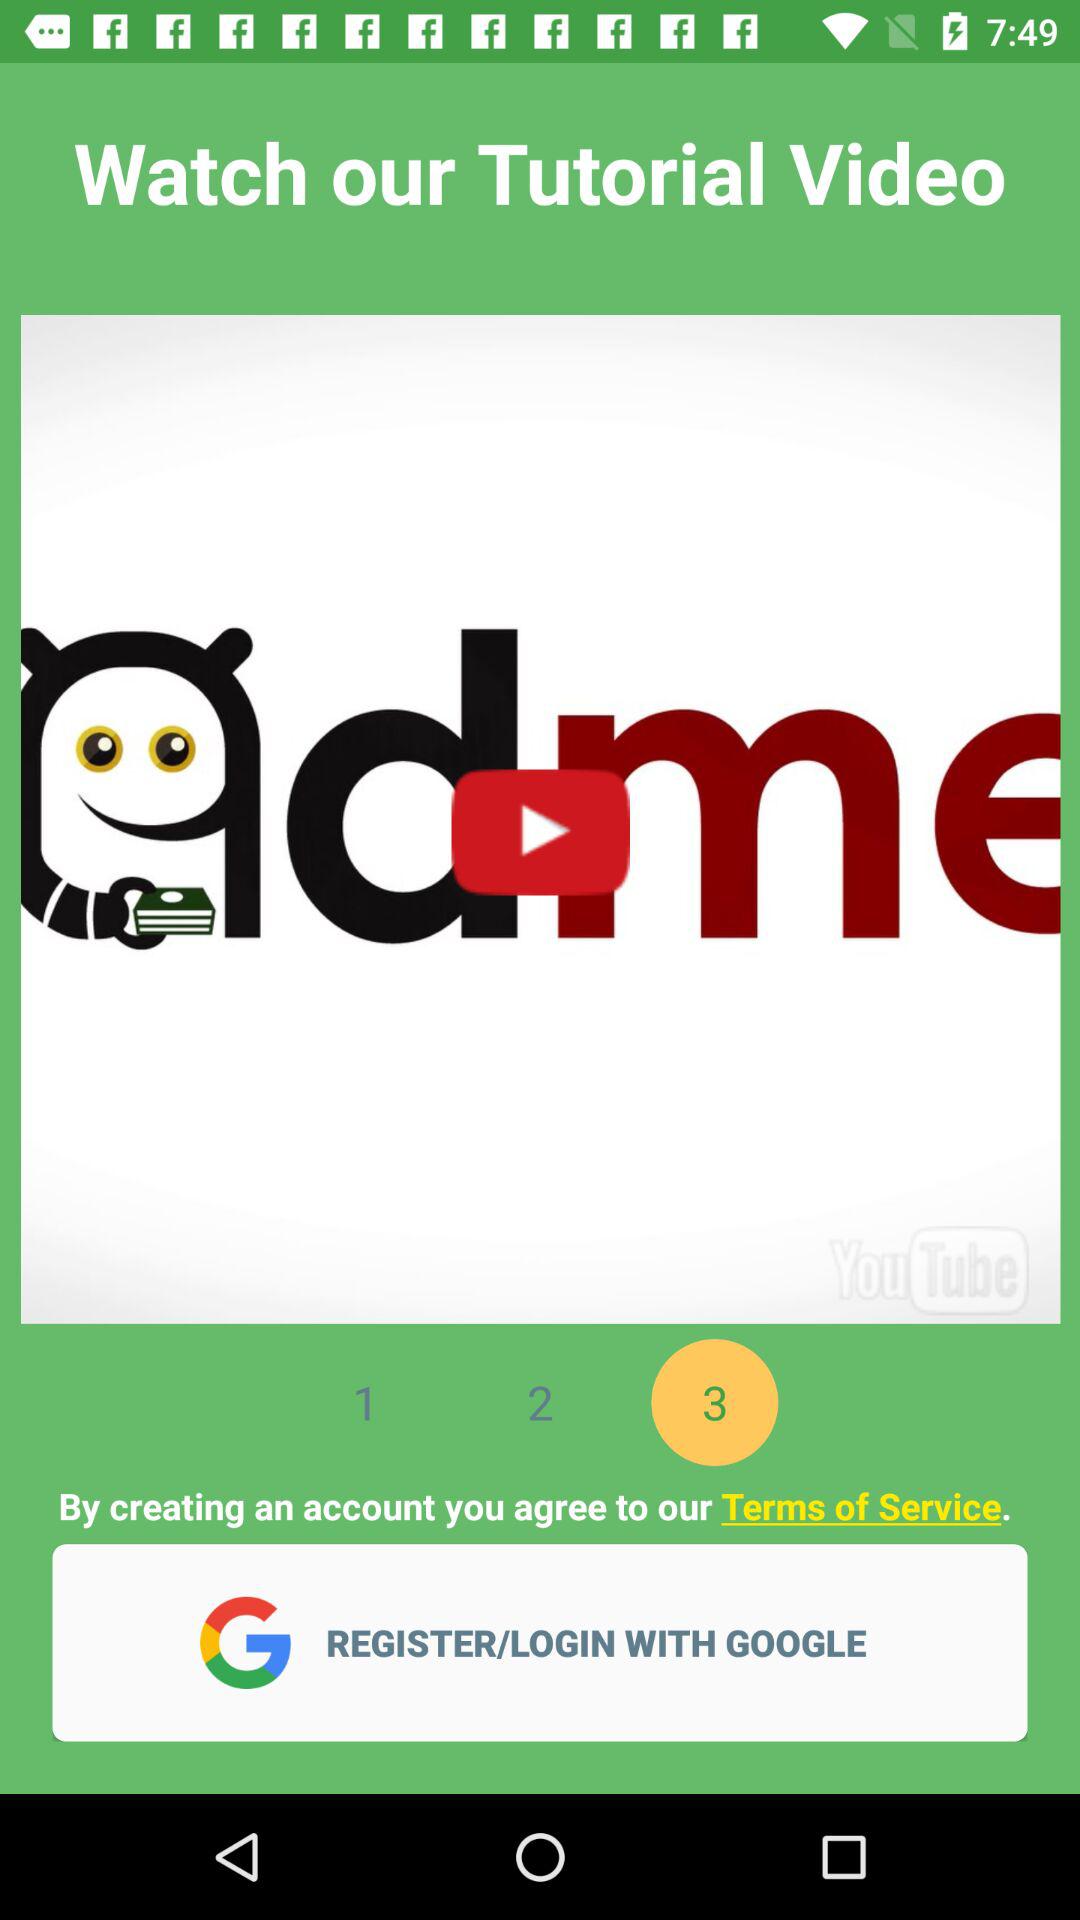 7:49
Watch our Tutorial Video
adme
YouTube
1 2 3
By creating an account you agree to our Terms of Service.
REGISTER/LOGIN WITH GOOGLE